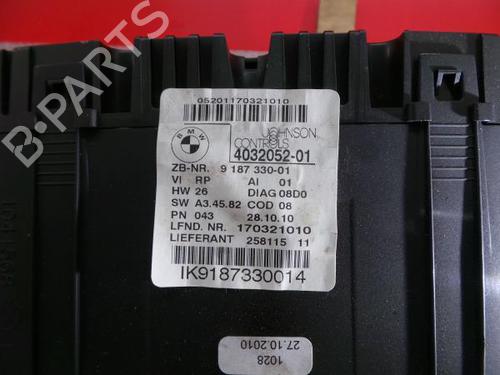 05201170321010
BMW
JOHNSON
CONTROLS
4032052-01
ZB-NR. 9 187 330-01
VI RP AI 01
HW 26 DIAG 08D0
SW A3.45.82 COD 08
PN 043 28.10.10
LFND. NR. 170321010
LIEFERANT 258115 11
IK9187330014
1028
27.10.2010